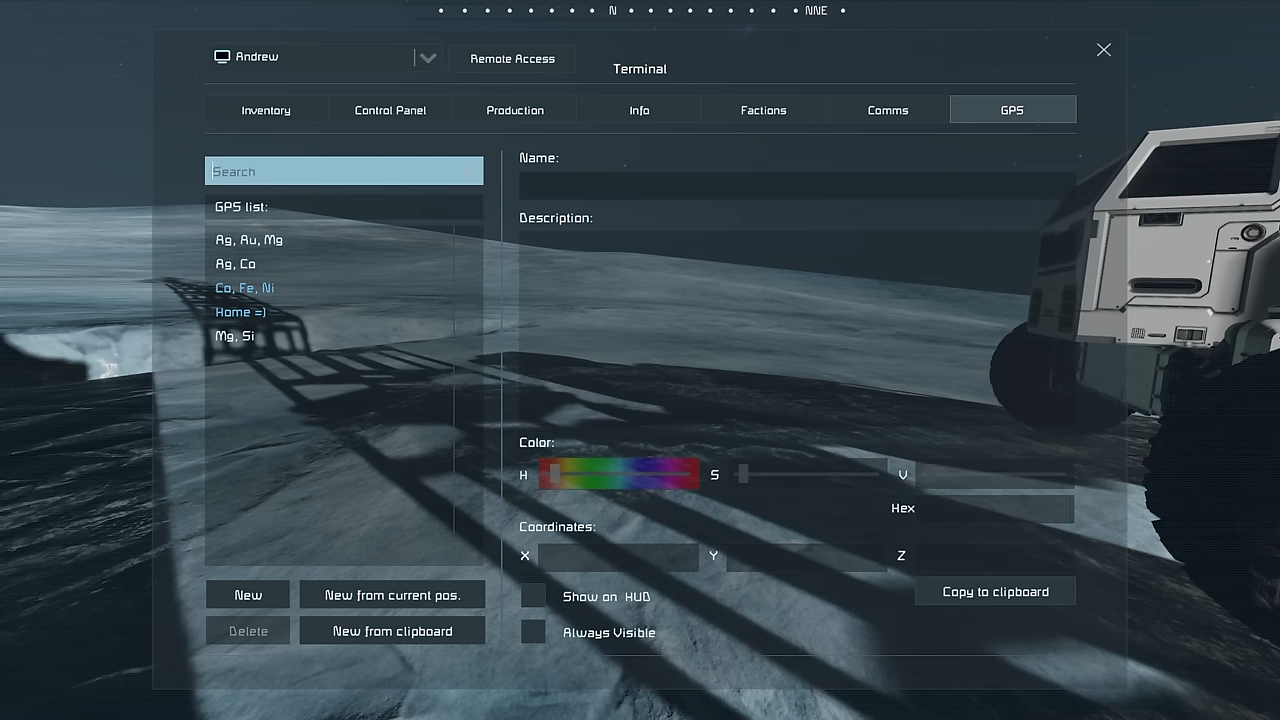 N NNE
Andrew
Remote Access
Terminal
Inventory Control Panel Production Info Factions Comms GPS
Search
GPS list:
Ag, Au, Mg
Ag, Co
Co, Fe, Ni
Home =)
Mg, Si
New
New from current pos.
Delete
New from clipboard
Name:
Description:
Color:
H S V
Hex
Coordinates:
X Y Z
Show on HUD
Always Visible
Copy to clipboard